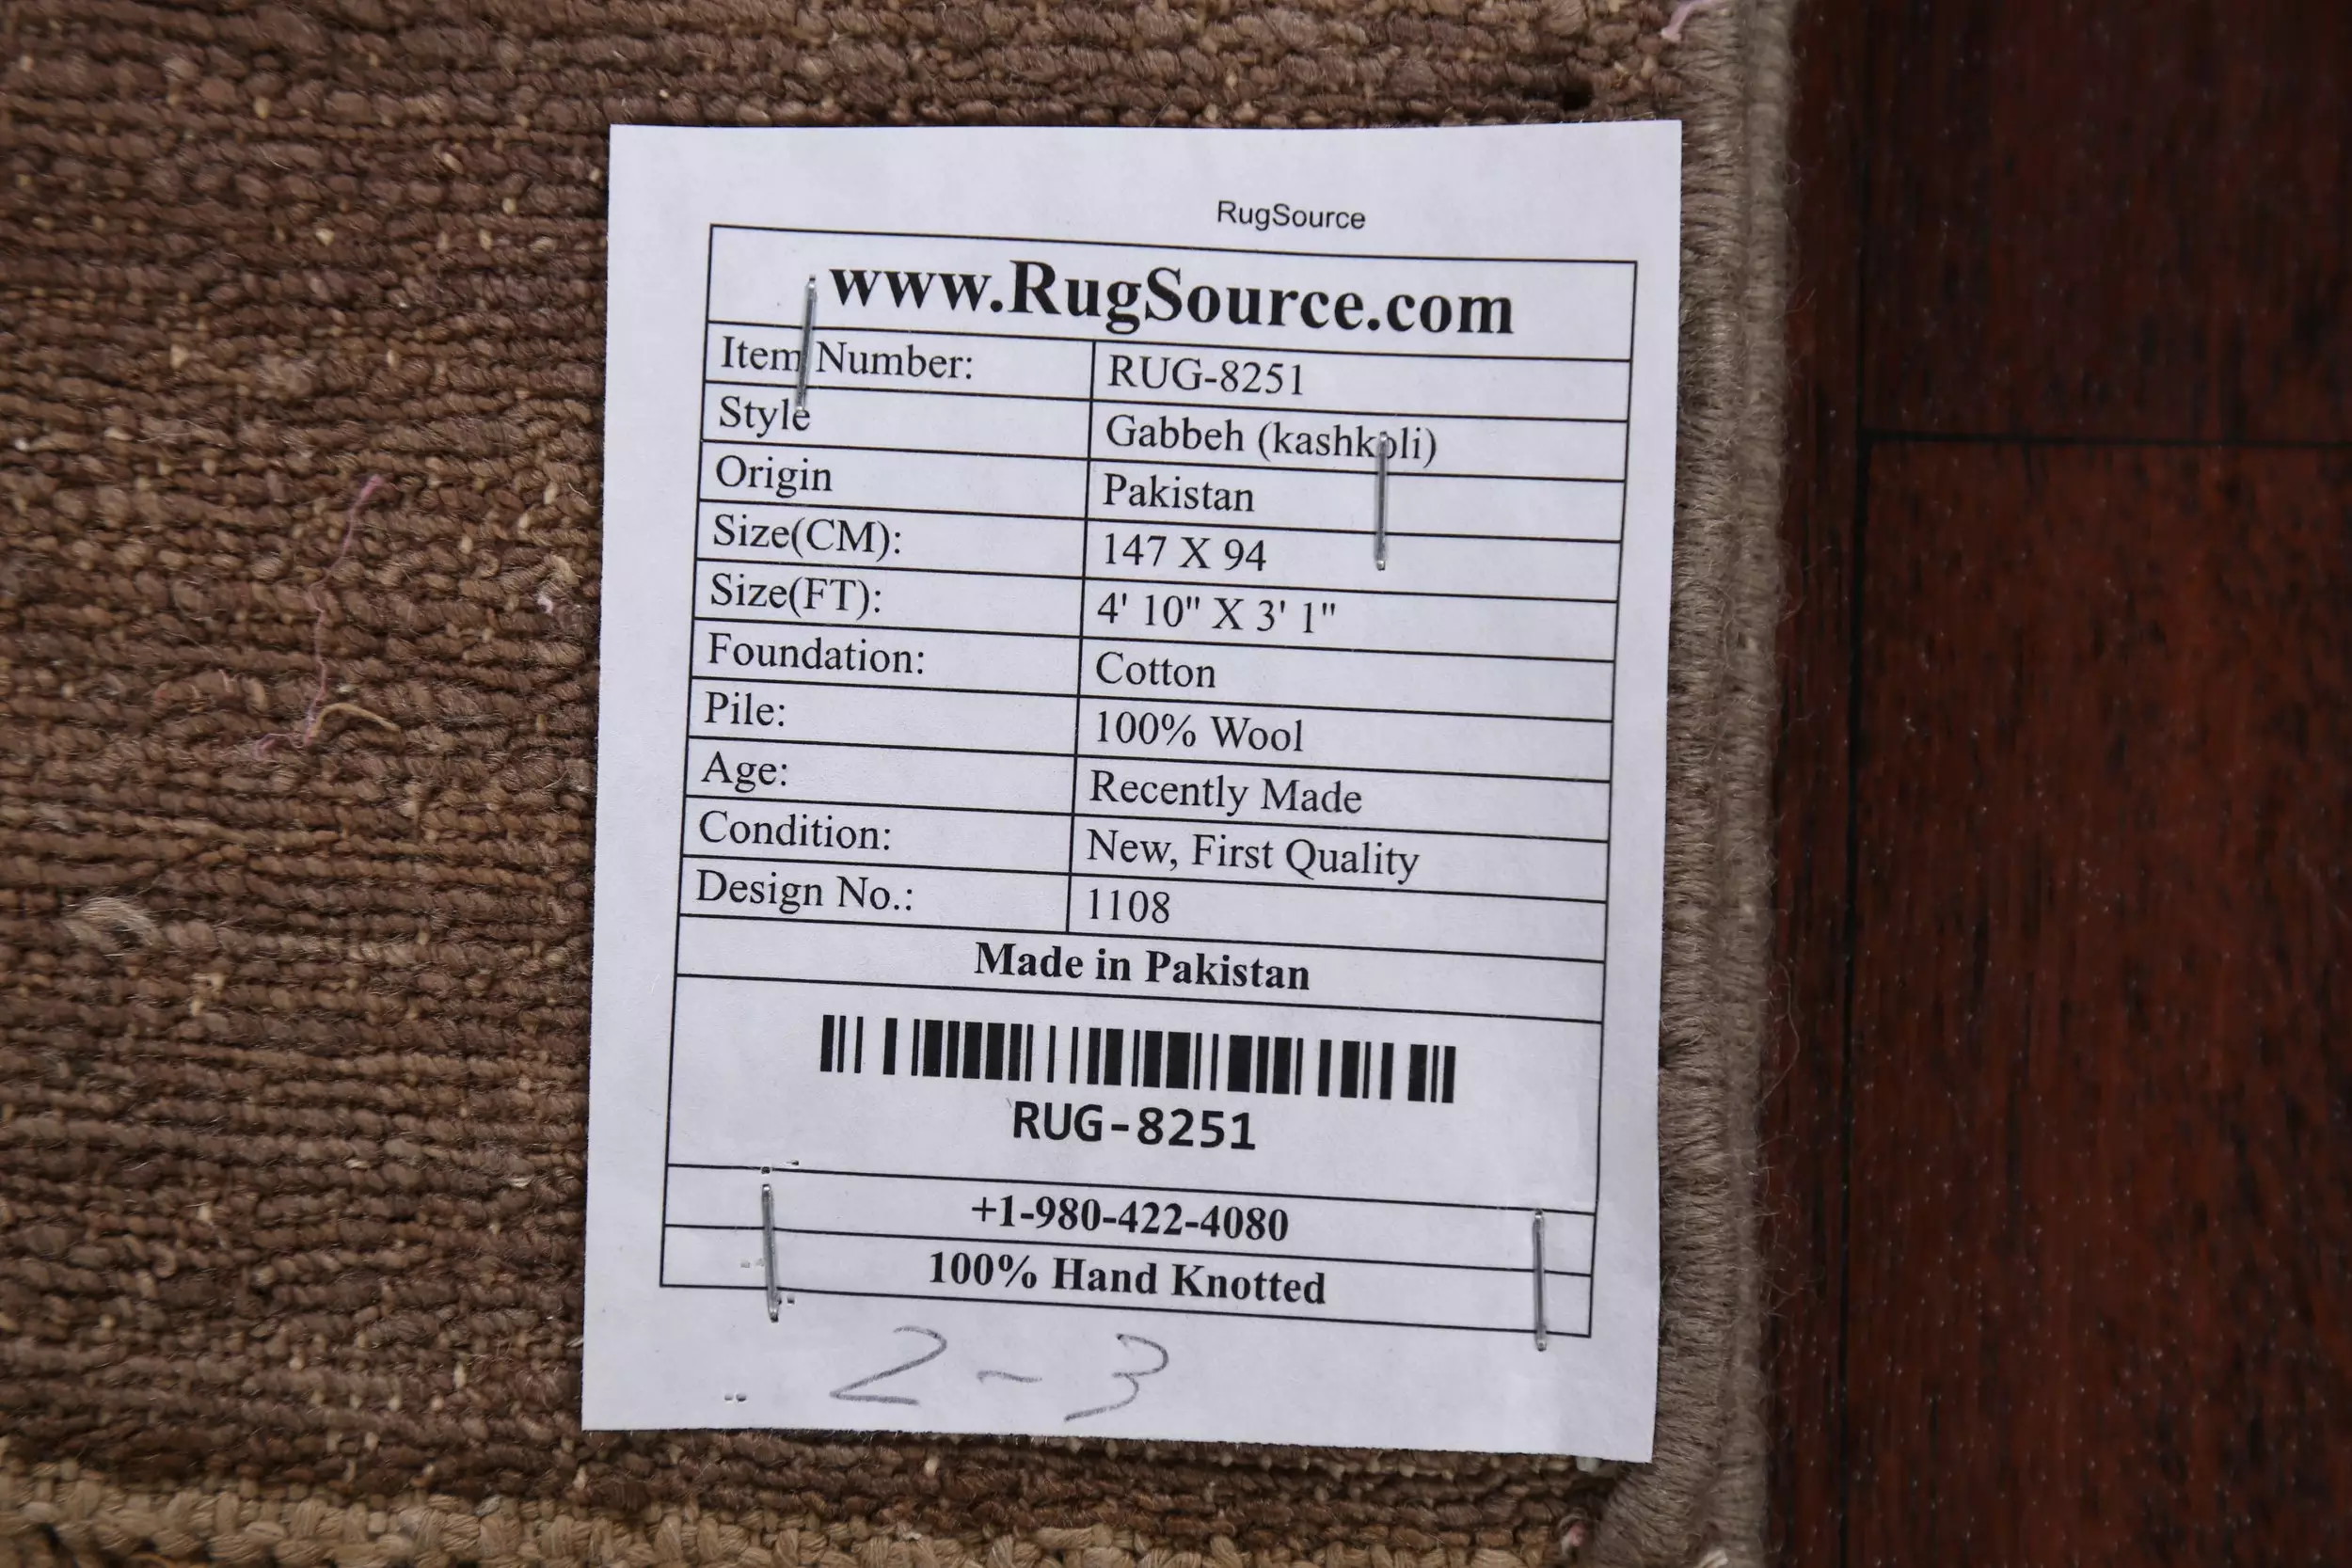 RugSource
www.RugSource.com
Item Number: RUG-8251
Style Gabbeh (kashkoli)
Origin Pakistan
Size(CM): 147 X 94
Size(FT): 4' 10" X 3' 1"
Foundation: Cotton
Pile: 100% Wool
Age: Recently Made
Condition: New, First Quality
Design No.: 1108
Made in Pakistan
RUG-8251
+1-980-422-4080
100% Hand Knotted
2-3